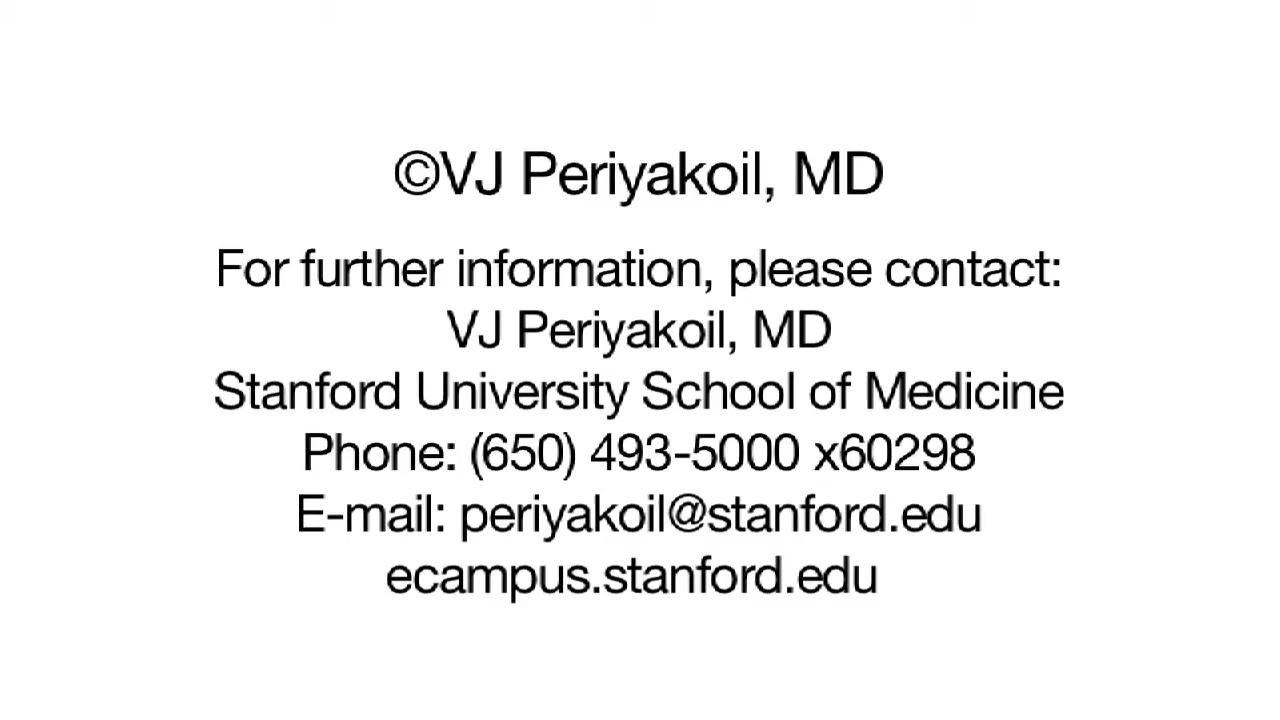 ©VJ Periyakoil, MD
For further information, please contact:
VJ Periyakoil, MD
Stanford University School of Medicine
Phone: (650) 493-5000 x60298
E-mail: periyakoil@stanford.edu
ecampus.stanford.edu